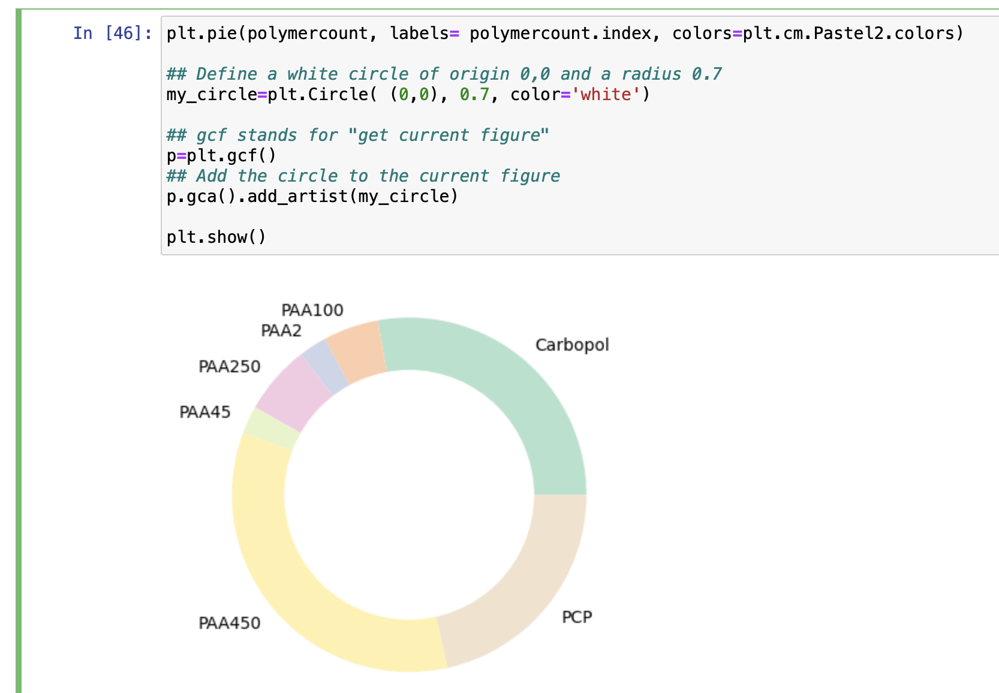 In [46]: plt.pie(polymercount, labels= polymercount.index, colors=plt.cm.Pastel2.colors)
## Define a white circle of origin 0,0 and a radius 0.7
my_circle=plt.Circle( (0,0), 0.7, color='white')
## gcf stands for "get current figure"
p=plt.gcf()
## Add the circle to the current figure
p.gca().add_artist(my_circle)
plt.show()
PAA100
PAA2
Carbopol
PAA250
PAA45
PCP
PAA450